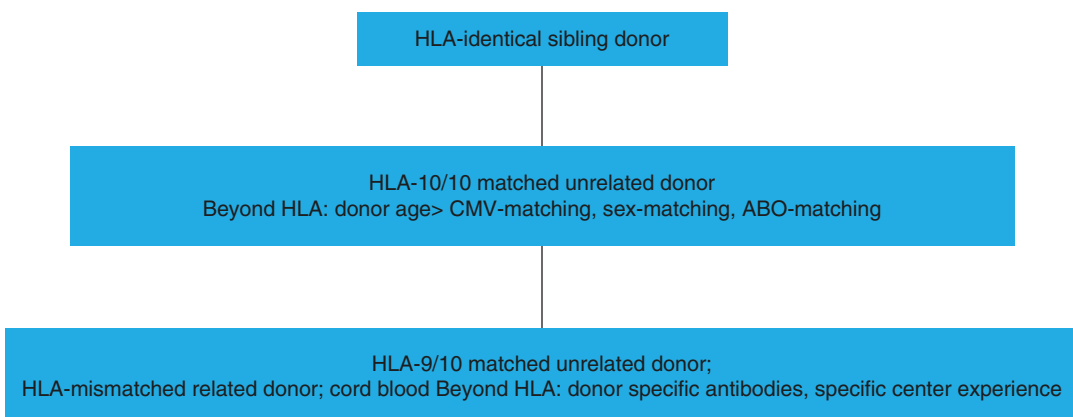 HLA-identical sibling donor
HLA-10/10 matched unrelated donor
Beyond HLA: donor age> CMV-matching, sex-matching, ABO-matching
HLA-9/10 matched unrelated donor;
HLA-mismatched related donor; cord blood Beyond HLA: donor specific antibodies, specific center experience